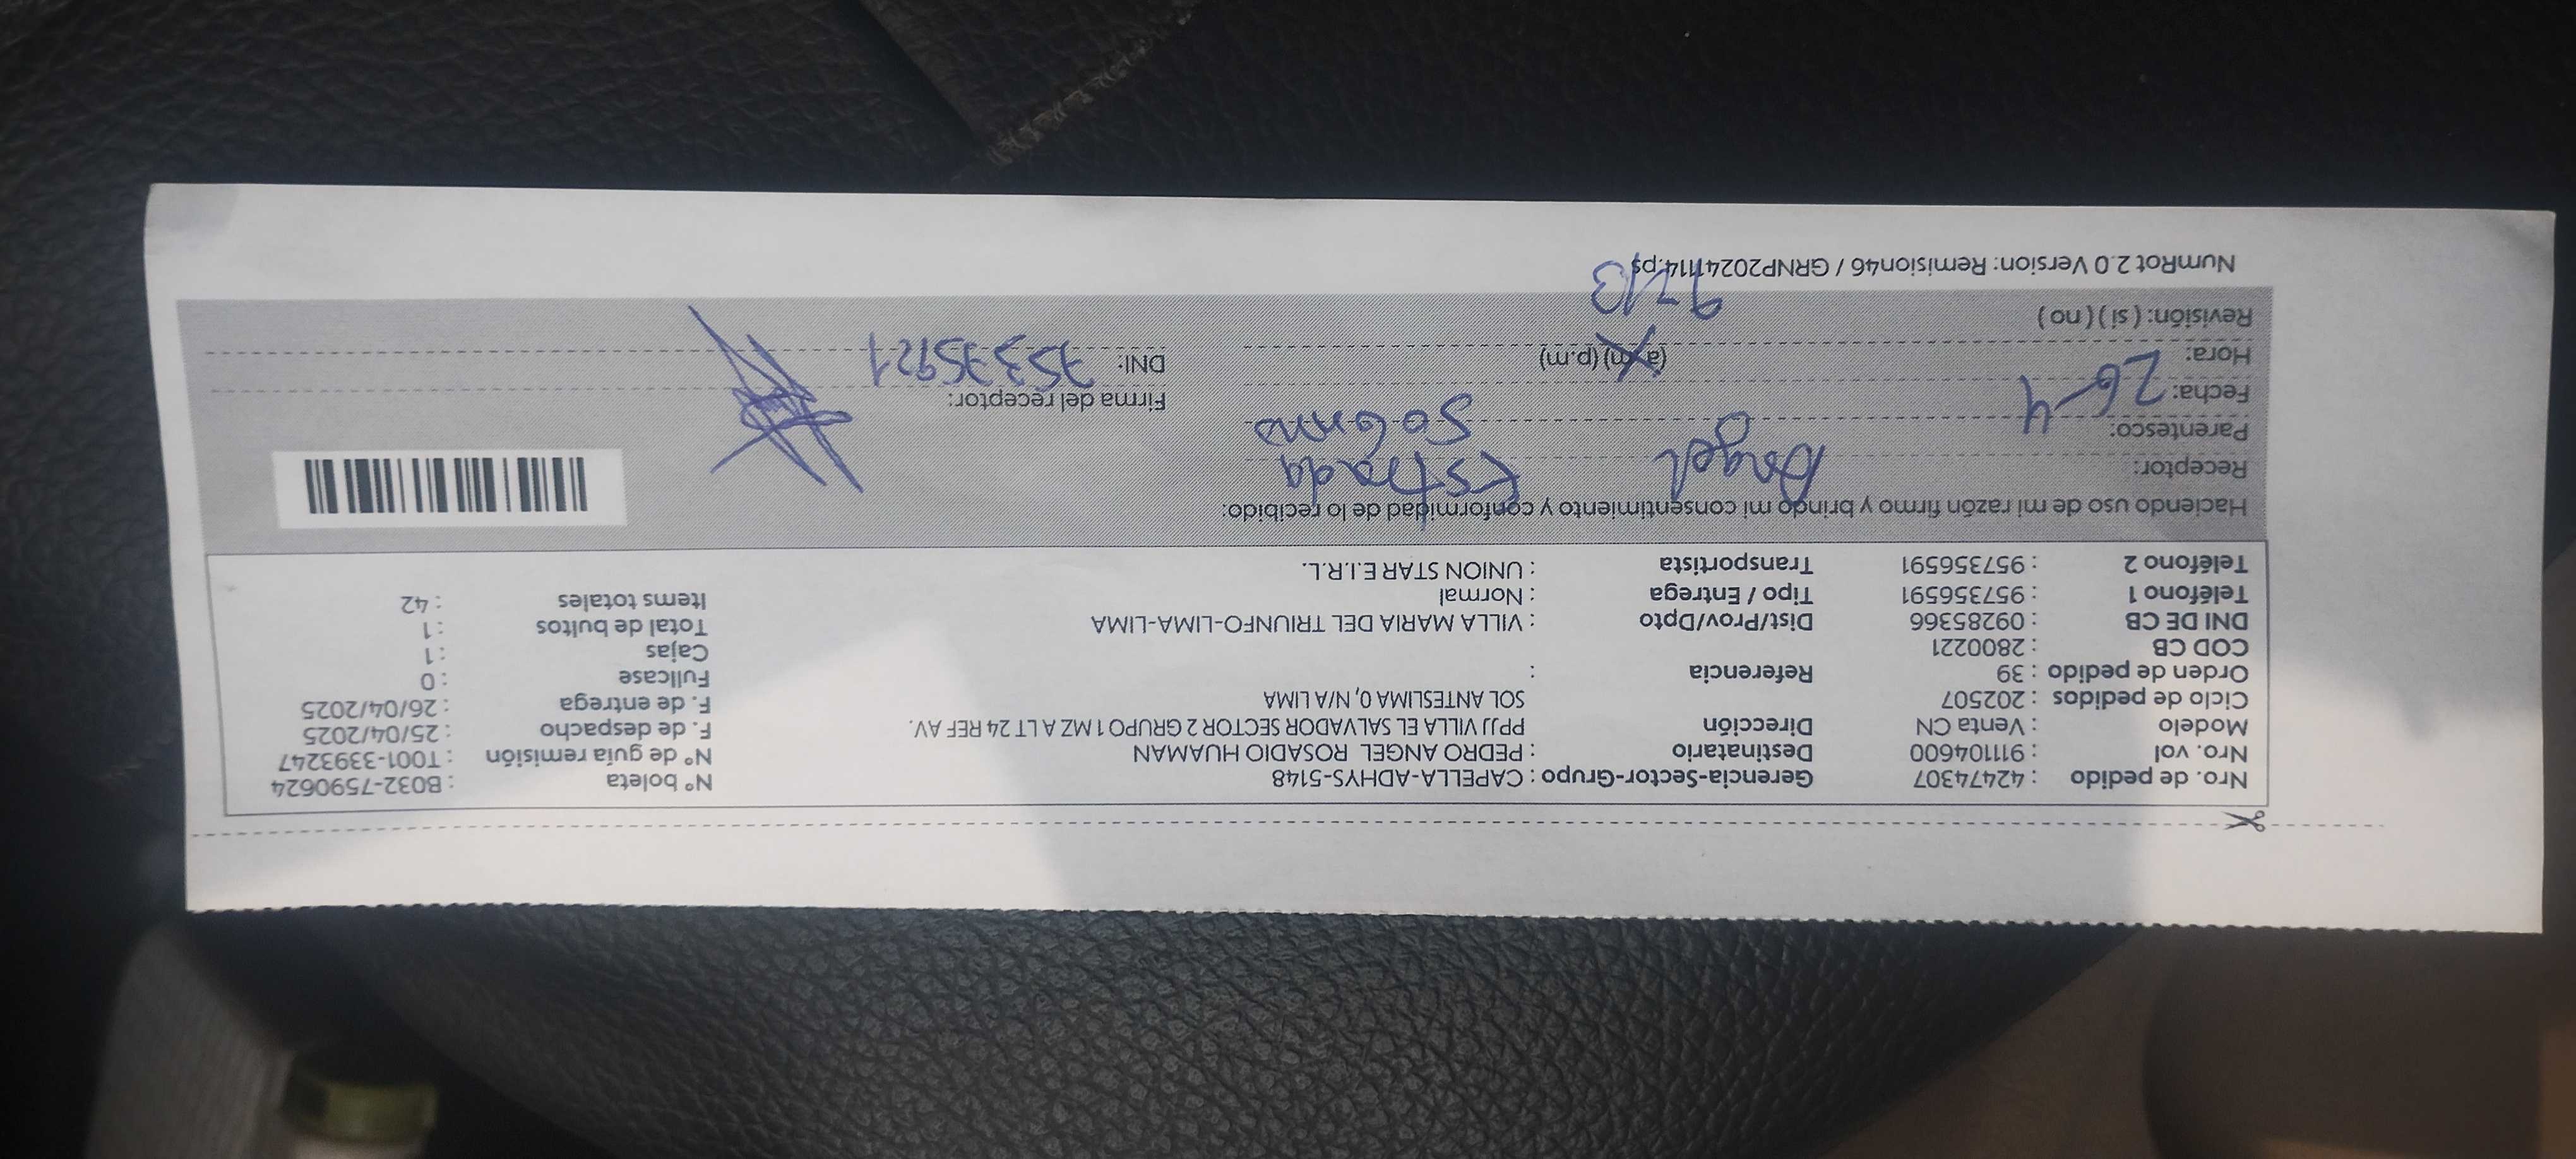 Nro. de pedido : 42474307 Gerencia-Sector-Grupo : CAPELLA-ADHYS-5148 N° boleta : B032-7590624
Nro. vol : 911104600 Destinatario : PEDRO ANGEL ROSADIO HUAMAN N° de guía remisión : T001-3393247
Modelo : Venta CN Dirección PPJJ VILLA EL SALVADOR SECTOR 2 GRUPO 1 MZ A LT 24 REF AV. F. de despacho : 25/04/2025
Ciclo de pedidos : 202507 SOL ANTESLIMA 0, N/A LIMA F. de entrega : 26/04/2025
Orden de pedido : 39 Referencia : Fullcase : 0
COD CB : 2800221 Cajas : 1
DNI DE CB : 09285366 Dist/Prov/Dpto : VILLA MARIA DEL TRIUNFO-LIMA-LIMA Total de bultos : 1
Teléfono 1 : 957356591 Tipo / Entrega : Normal Items totales : 42
Teléfono 2 : 957356591 Transportista : UNION STAR E.I.R.L.
Haciendo uso de mi razón firmo y brindo mi consentimiento y conformidad de lo recibido:
Receptor: Angel Estrada
Parentesco: Sobrino
Fecha: 26-4 Firma del receptor:
Hora: (a.m) (p.m) DNI: 75375921
Revisión: ( si ) ( no )
NumRot 2.0 Version: Remision46 / GRNP20241114.ps